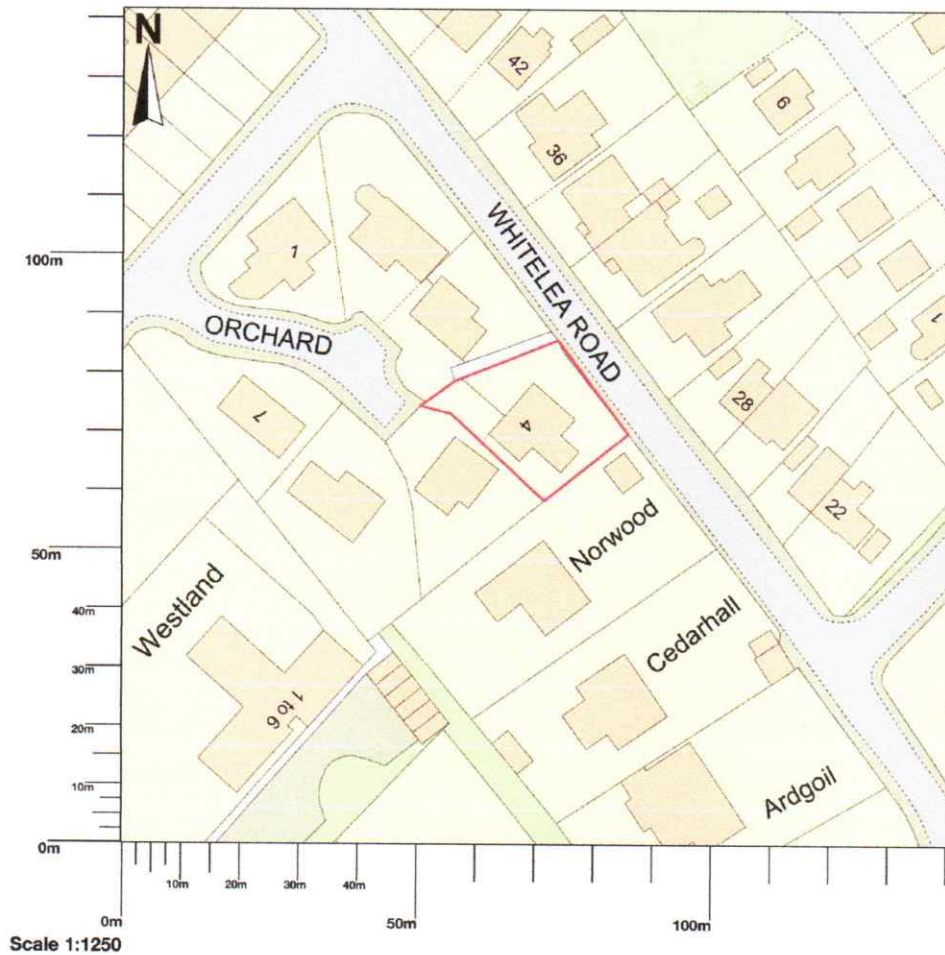 N
42
36
6
1
WHITELEA ROAD
ORCHARD
100m
4
28
1
7
22
Norwood
Westland
Cedarhall
1 to 6
Ardgoil
50m
40m
30m
20m
10m
0m
10m
20m
30m
40m
0m
50m
100m
Scale 1:1250